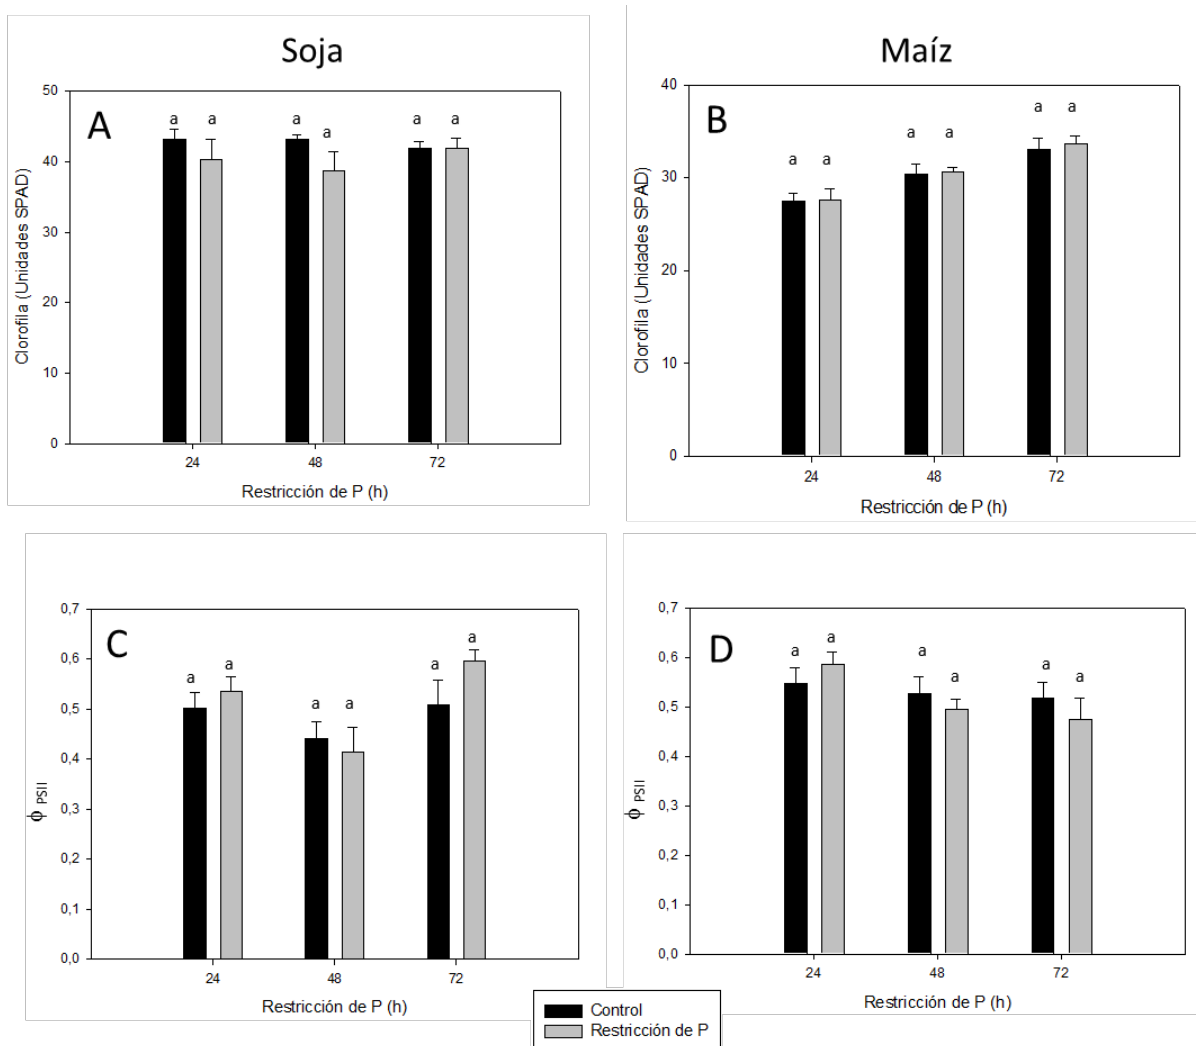 Soja
Maíz
A
a a a a a a
50
40
30
20
10
0
Clorofila (Unidades SPAD)
24 48 72
Restricción de P (h)
B
a a a a a a
40
30
20
10
0
Clorofila (Unidades SPAD)
24 48 72
Restricción de P (h)
C
a a a a a a
0,7
0,6
0,5
0,4
0,3
0,2
0,1
0,0
ϕ PSII
24 48 72
Restricción de P (h)
D
a a a a a a
0,7
0,6
0,5
0,4
0,3
0,2
0,1
0,0
ϕ PSII
24 48 72
Restricción de P (h)
Control
Restricción de P